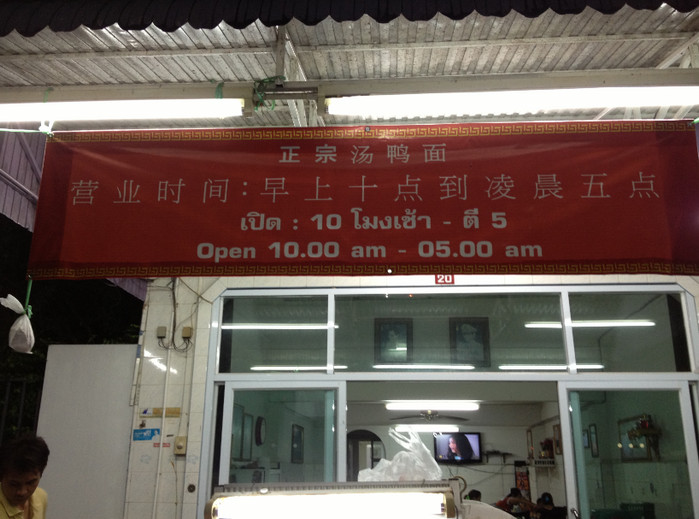 正宗汤鸭面
营业时间:早上十点到凌晨五点
เปิด : 10 โมงเช้า - ตี 5
Open 10.00 am - 05.00 am
20